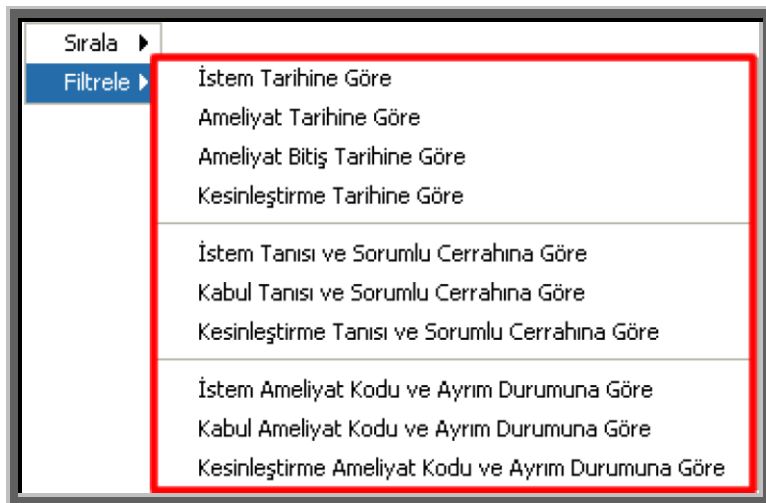 Sırala
Filtrele
İstem Tarihine Göre
Ameliyat Tarihine Göre
Ameliyat Bitiş Tarihine Göre
Kesinleştirme Tarihine Göre
İstem Tanısı ve Sorumlu Cerrahına Göre
Kabul Tanısı ve Sorumlu Cerrahına Göre
Kesinleştirme Tanısı ve Sorumlu Cerrahına Göre
İstem Ameliyat Kodu ve Ayrım Durumuna Göre
Kabul Ameliyat Kodu ve Ayrım Durumuna Göre
Kesinleştirme Ameliyat Kodu ve Ayrım Durumuna Göre